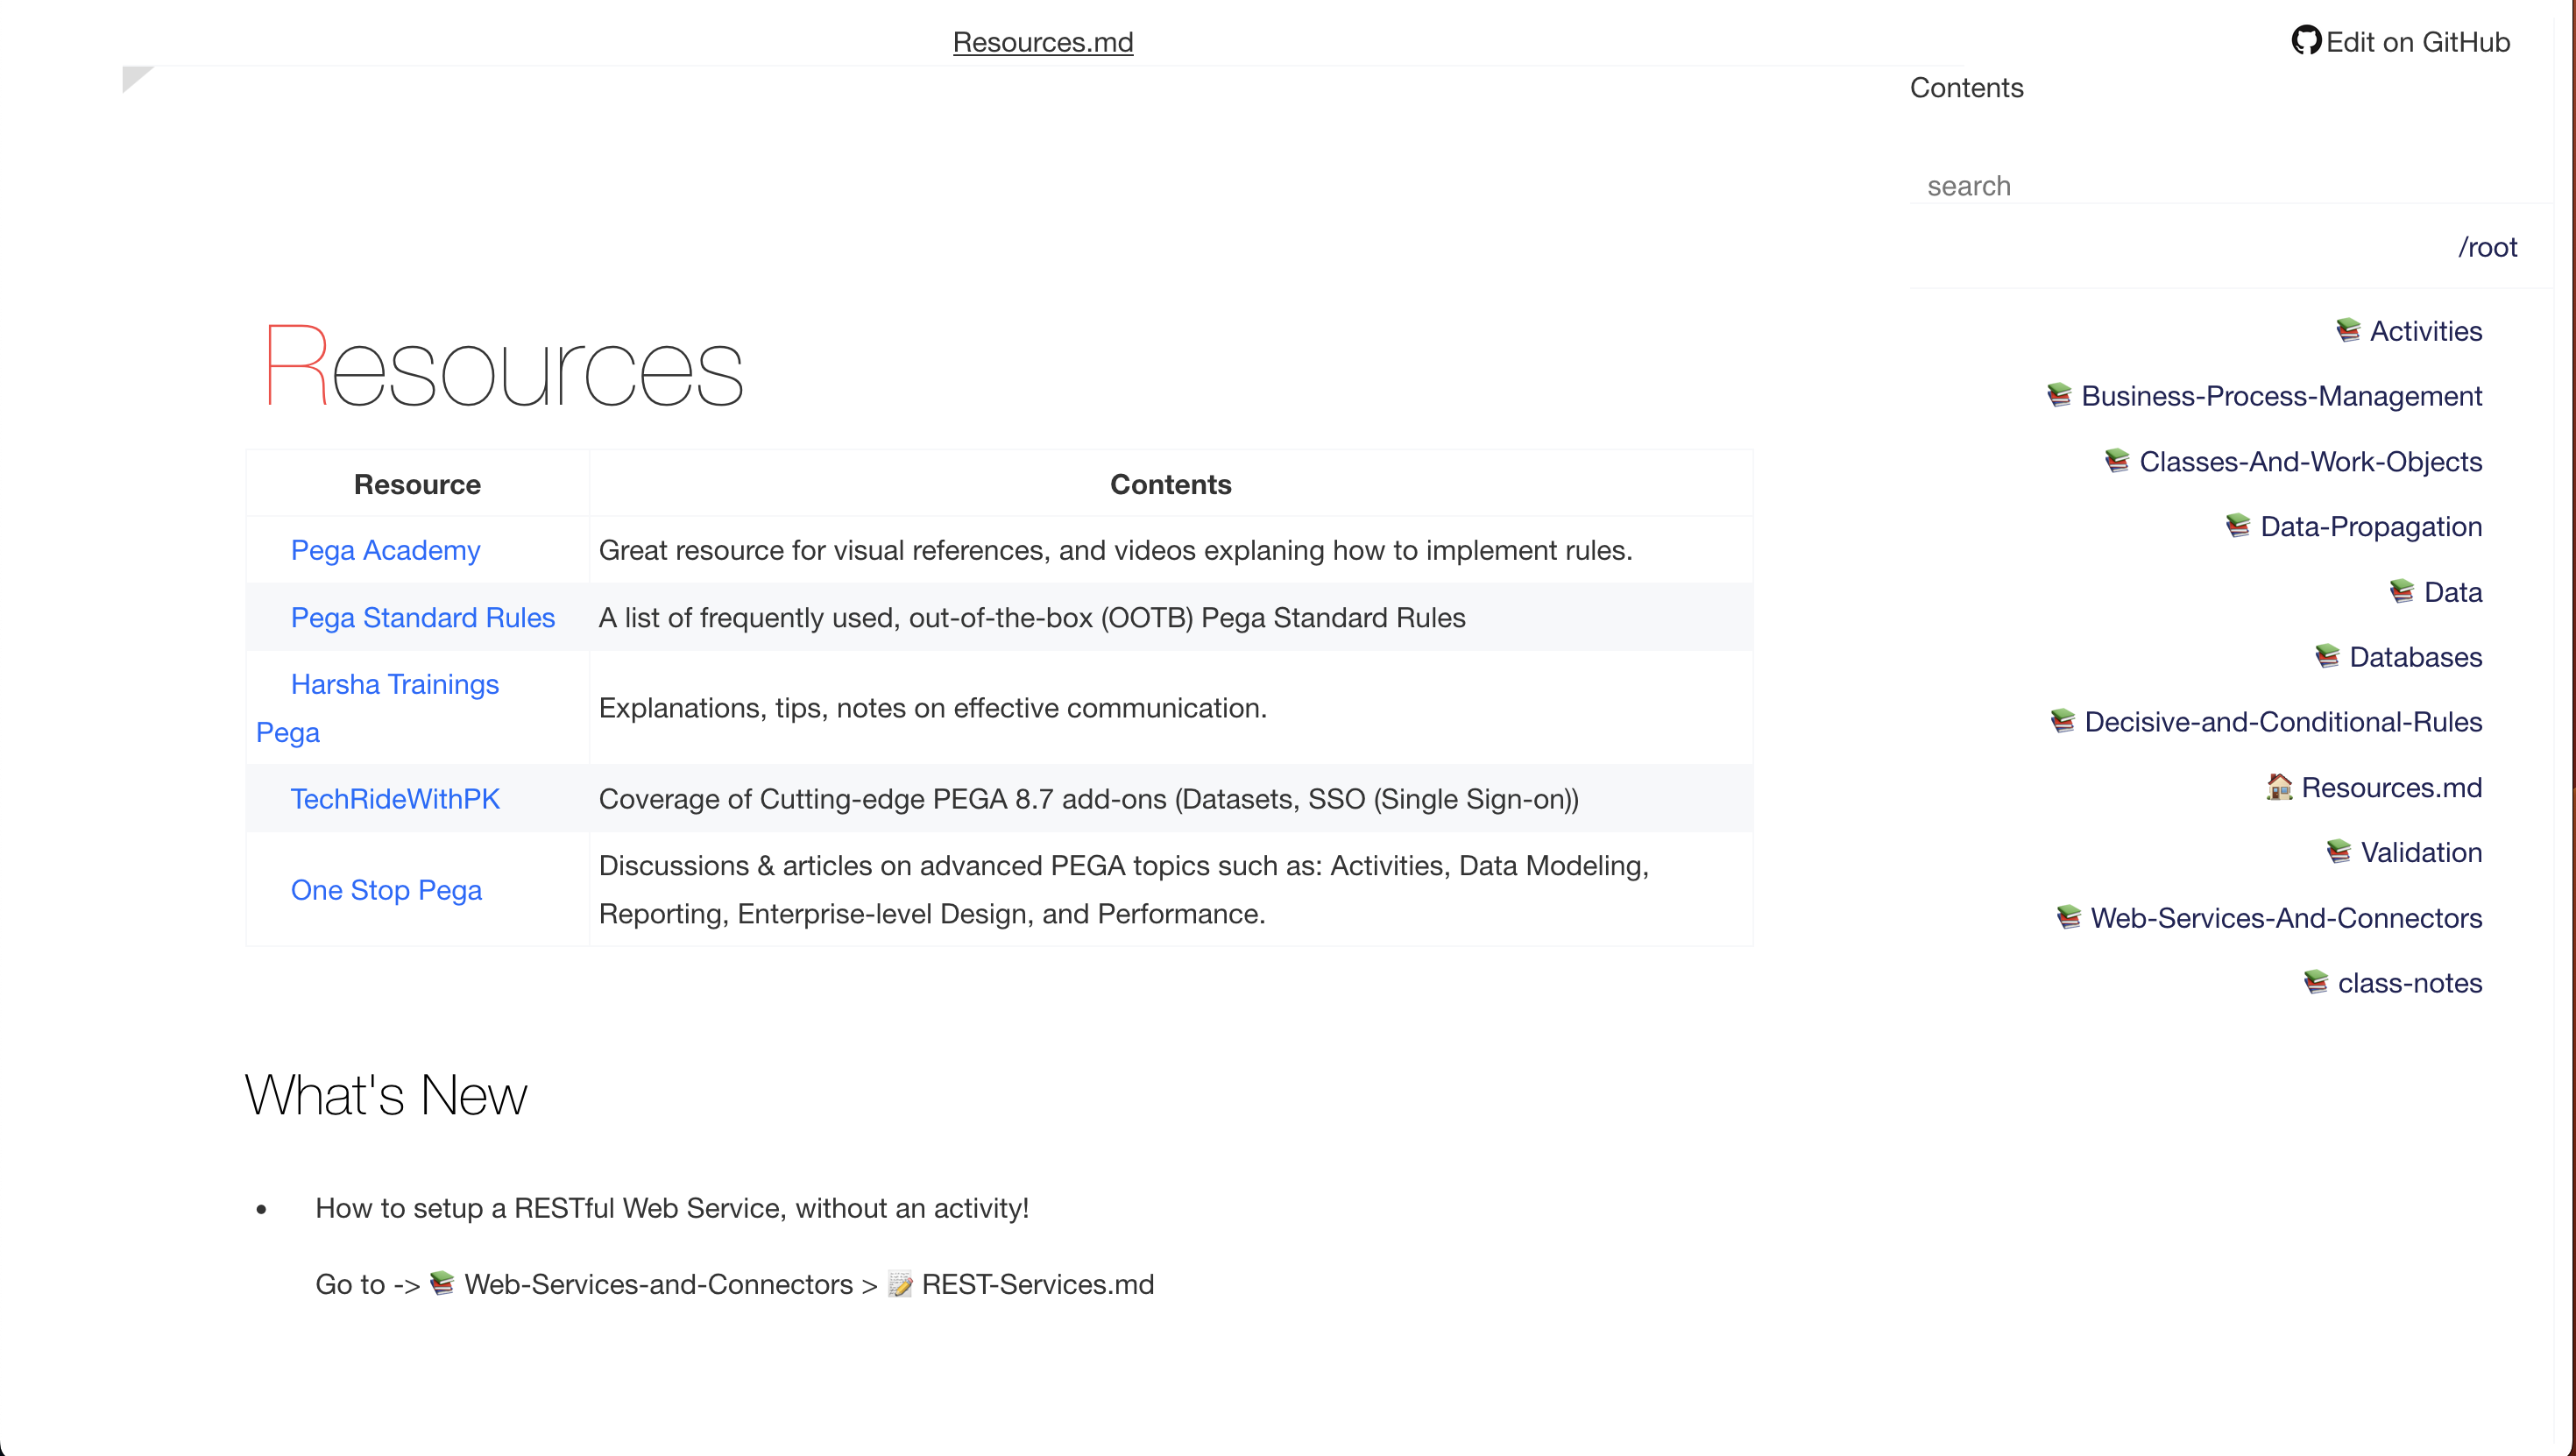 Resources.md
Edit on GitHub
Contents
search
/root
Activities
Business-Process-Management
Classes-And-Work-Objects
Data-Propagation
Data
Databases
Decisive-and-Conditional-Rules
Resources.md
Validation
Web-Services-And-Connectors
class-notes
Resources
Resource Contents
Pega Academy Great resource for visual references, and videos explaning how to implement rules.
Pega Standard Rules A list of frequently used, out-of-the-box (OOTB) Pega Standard Rules
Harsha Trainings
Pega
Explanations, tips, notes on effective communication.
TechRideWithPK Coverage of Cutting-edge PEGA 8.7 add-ons (Datasets, SSO (Single Sign-on))
One Stop Pega
Discussions & articles on advanced PEGA topics such as: Activities, Data Modeling,
Reporting, Enterprise-level Design, and Performance.
What's New
• How to setup a RESTful Web Service, without an activity!
Go to -> 📚 Web-Services-and-Connectors > 📝 REST-Services.md